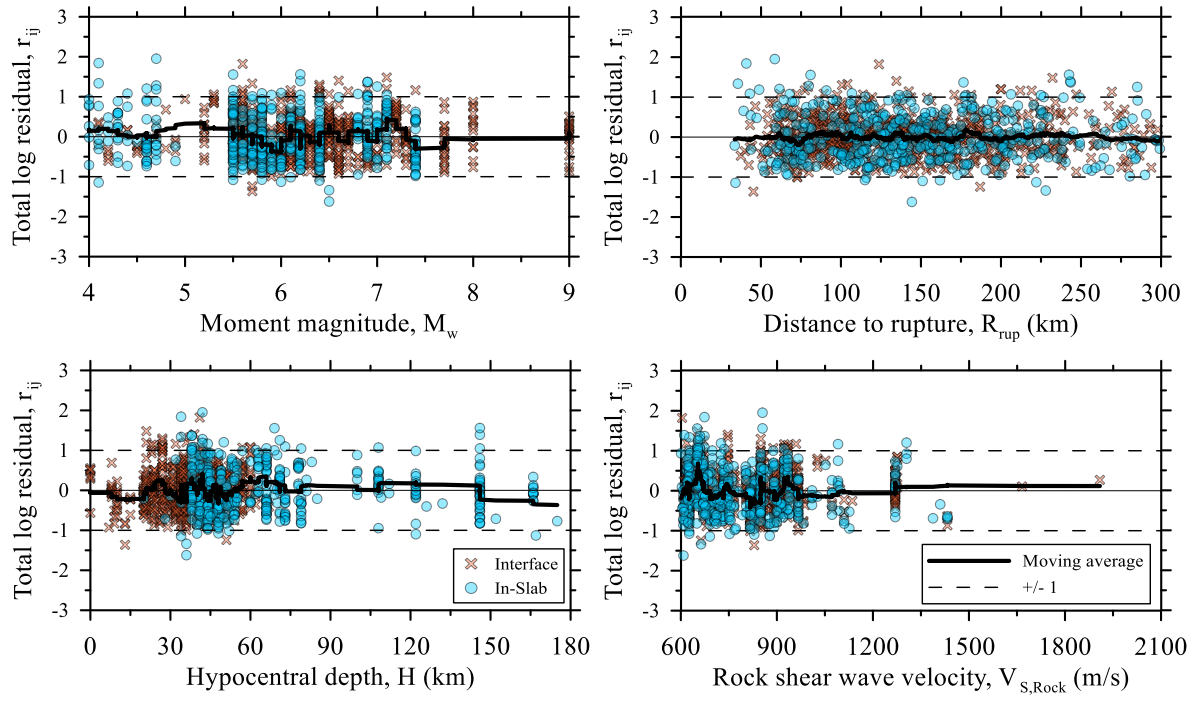 Total log residual, r_ij
3
2
1
0
-1
-2
-3
4 5 6 7 8 9
Moment magnitude, M_w
Total log residual, r_ij
3
2
1
0
-1
-2
-3
0 50 100 150 200 250 300
Distance to rupture, R_rup (km)
Total log residual, r_ij
3
2
1
0
-1
-2
-3
Interface
In-Slab
0 30 60 90 120 150 180
Hypocentral depth, H (km)
Total log residual, r_ij
3
2
1
0
-1
-2
-3
Moving average
+/- 1
600 900 1200 1500 1800 2100
Rock shear wave velocity, V_S,Rock (m/s)